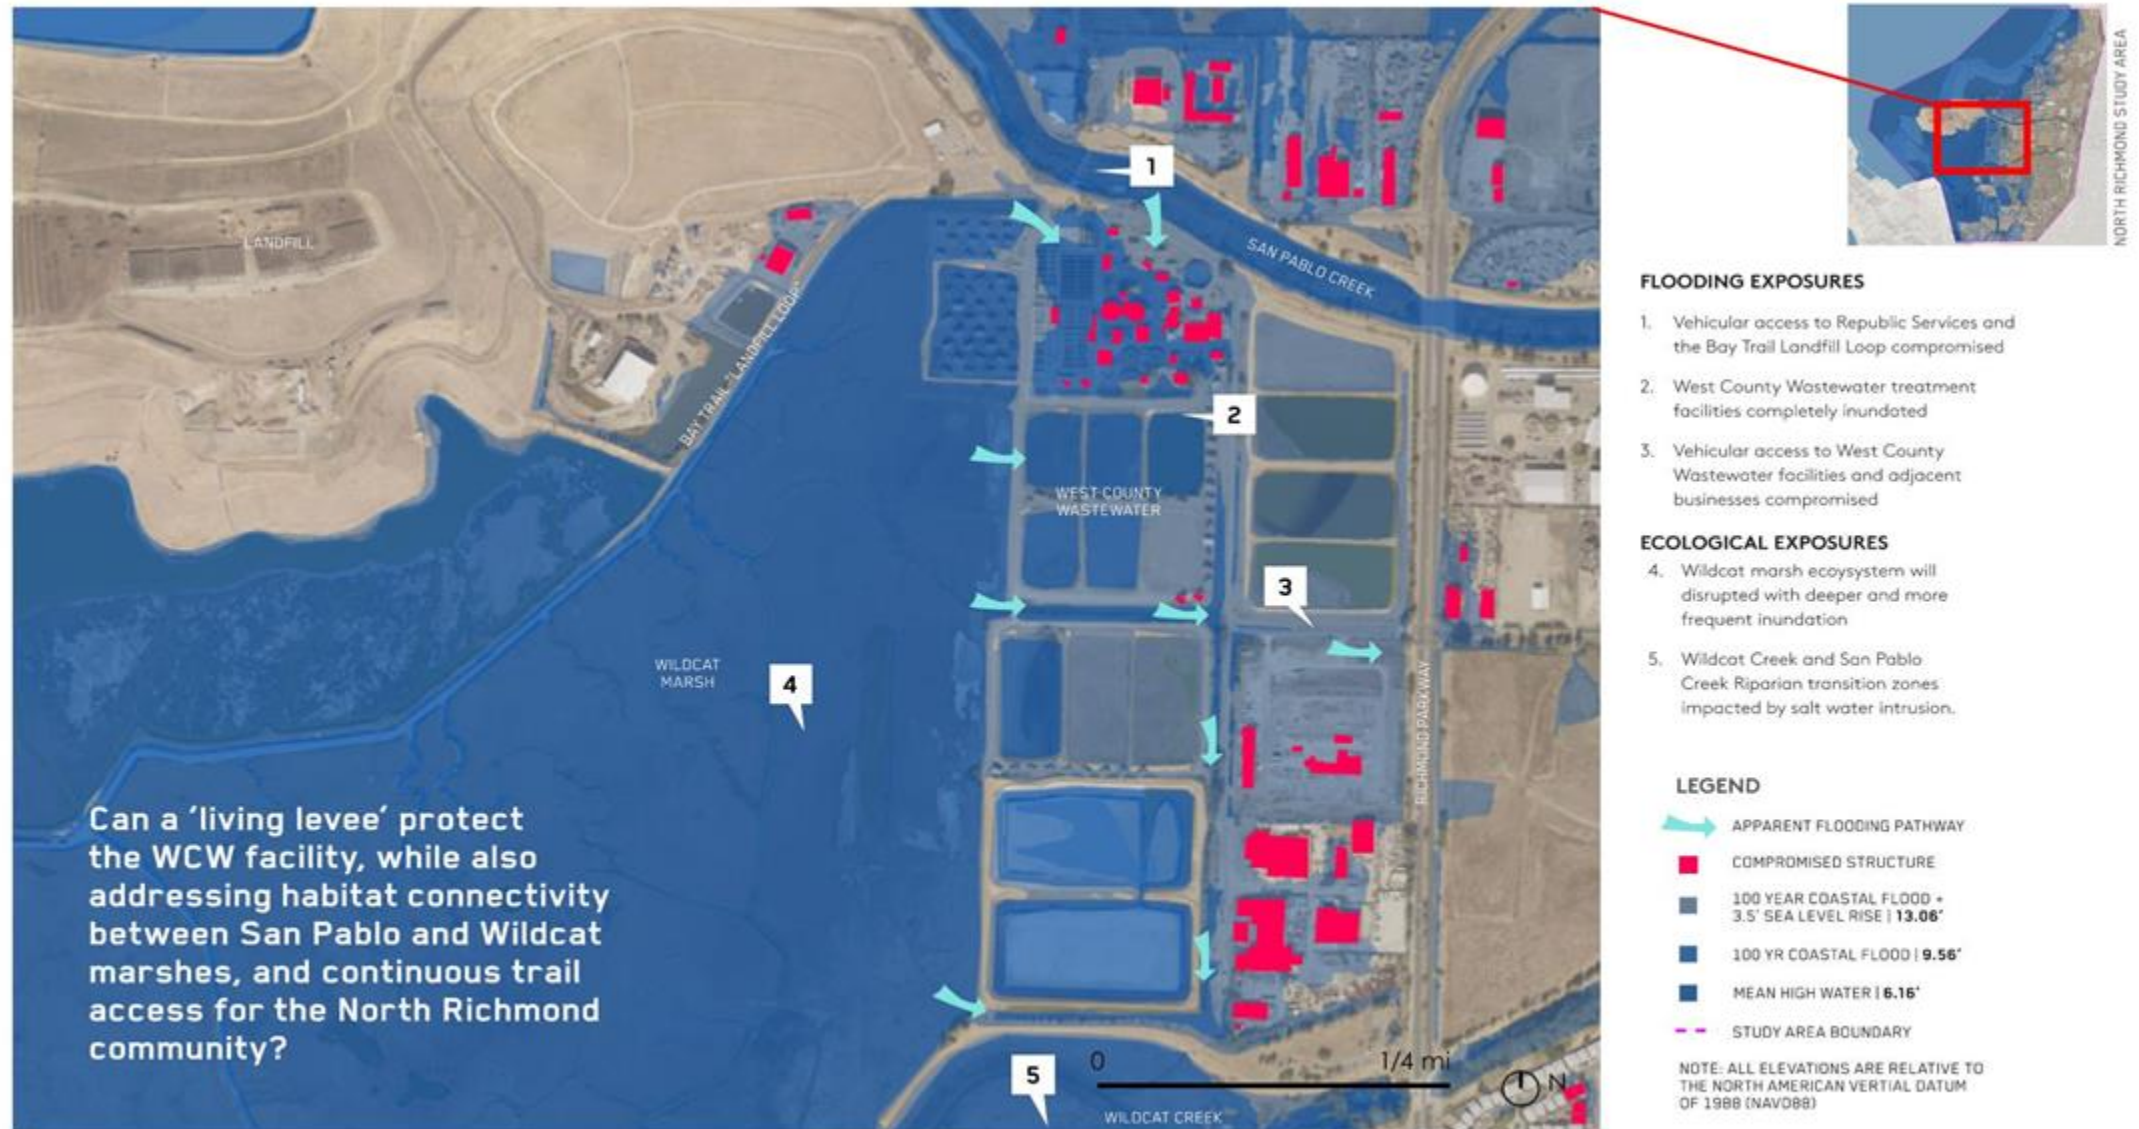 LANDFILL
BAY TRAIL "LANDFILL LOOP"
1
SAN PABLO CREEK
2
WEST COUNTY
WASTEWATER
3
WILDCAT
MARSH
4
RICHMOND PARKWAY
Can a ‘living levee’ protect
the WCW facility, while also
addressing habitat connectivity
between San Pablo and Wildcat
marshes, and continuous trail
access for the North Richmond
community?
5
0
1/4 mi
N
WILDCAT CREEK
NORTH RICHMOND STUDY AREA
FLOODING EXPOSURES
1. Vehicular access to Republic Services and
the Bay Trail Landfill Loop compromised
2. West County Wastewater treatment
facilities completely inundated
3. Vehicular access to West County
Wastewater facilities and adjacent
businesses compromised
ECOLOGICAL EXPOSURES
4. Wildcat marsh ecoysystem will
disrupted with deeper and more
frequent inundation
5. Wildcat Creek and San Pablo
Creek Riparian transition zones
impacted by salt water intrusion.
LEGEND
APPARENT FLOODING PATHWAY
COMPROMISED STRUCTURE
100 YEAR COASTAL FLOOD +
3.5' SEA LEVEL RISE | 13.06'
100 YR COASTAL FLOOD | 9.56'
MEAN HIGH WATER | 6.16'
STUDY AREA BOUNDARY
NOTE: ALL ELEVATIONS ARE RELATIVE TO
THE NORTH AMERICAN VERTIAL DATUM
OF 1988 (NAVD88)